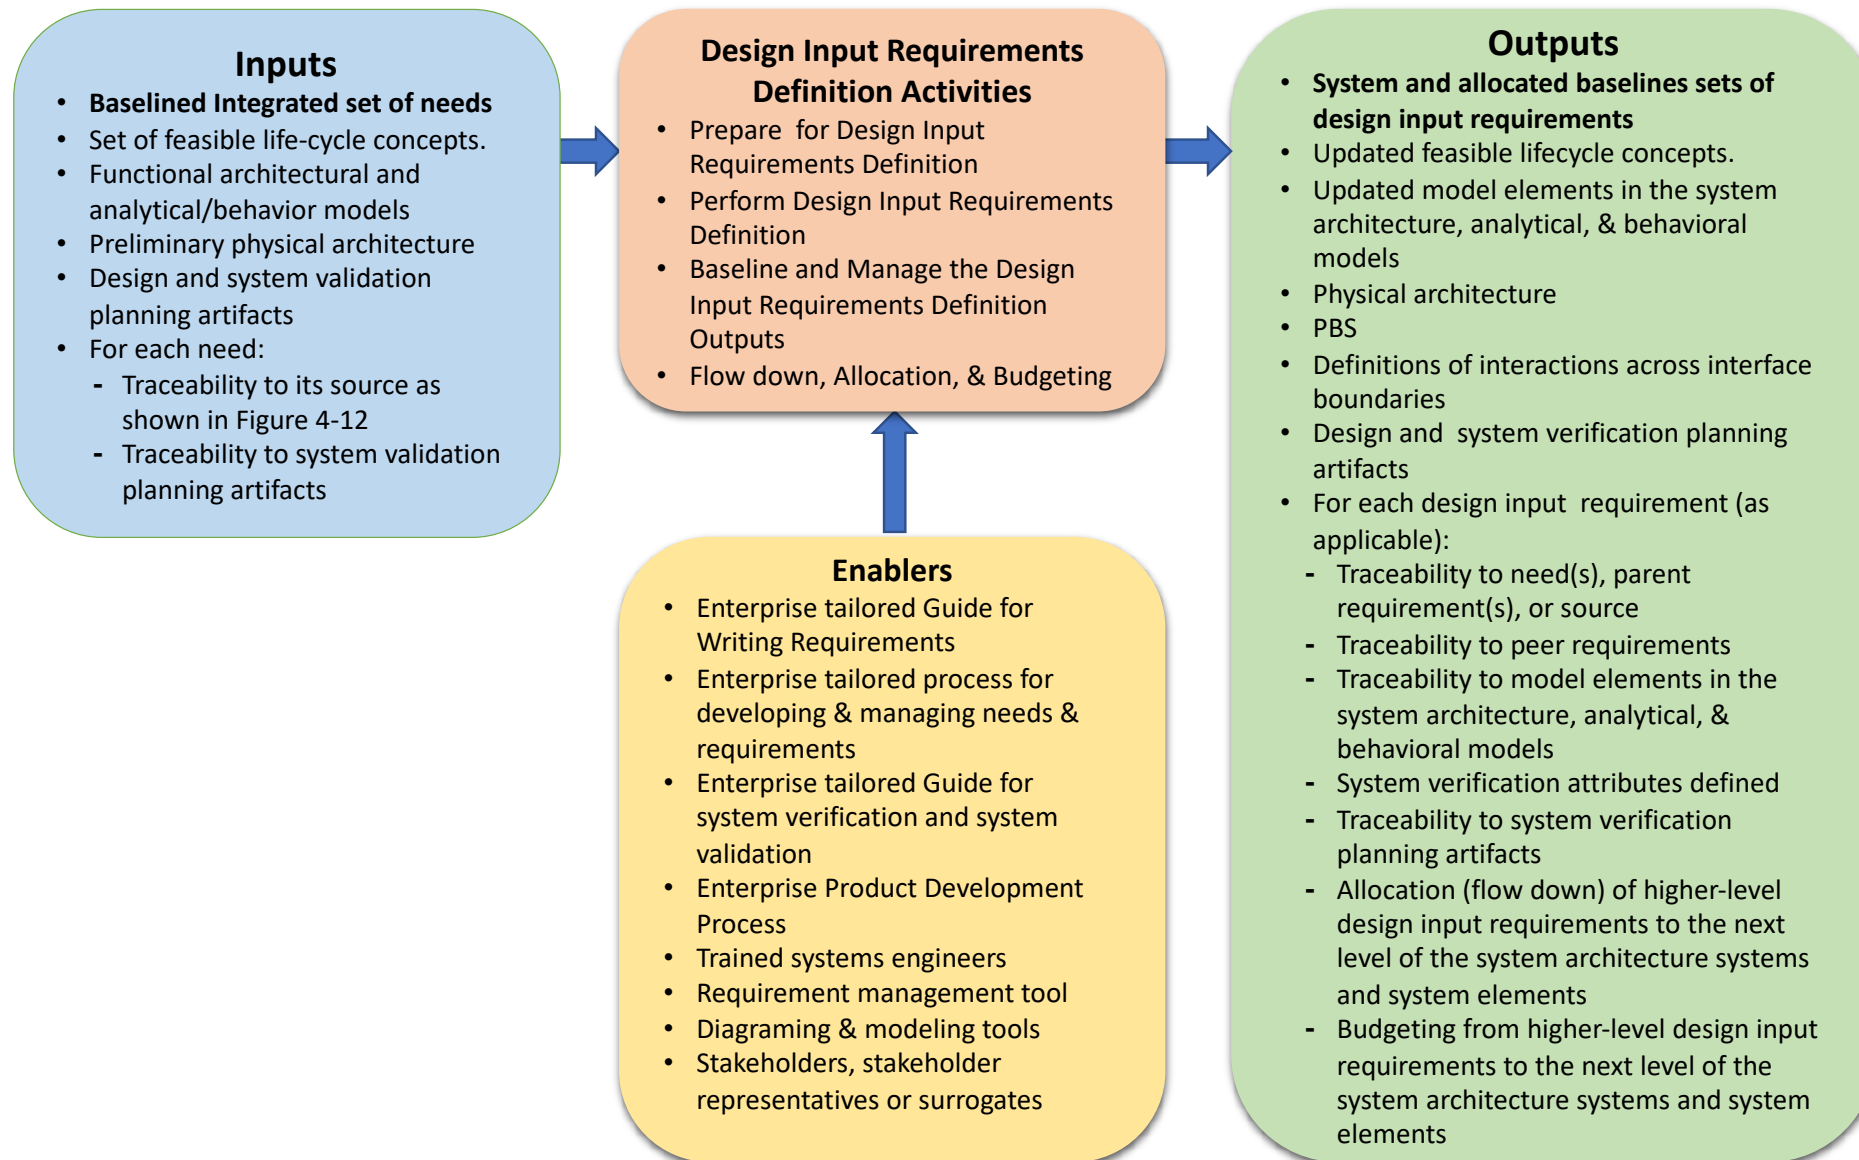 Inputs
• Baselined Integrated set of needs
• Set of feasible life-cycle concepts.
• Functional architectural and
analytical/behavior models
• Preliminary physical architecture
• Design and system validation
planning artifacts
• For each need:
- Traceability to its source as
shown in Figure 4-12
- Traceability to system validation
planning artifacts
Design Input Requirements
Definition Activities
• Prepare for Design Input
Requirements Definition
• Perform Design Input Requirements
Definition
• Baseline and Manage the Design
Input Requirements Definition
Outputs
• Flow down, Allocation, & Budgeting
Enablers
• Enterprise tailored Guide for
Writing Requirements
• Enterprise tailored process for
developing & managing needs &
requirements
• Enterprise tailored Guide for
system verification and system
validation
• Enterprise Product Development
Process
• Trained systems engineers
• Requirement management tool
• Diagraming & modeling tools
• Stakeholders, stakeholder
representatives or surrogates
Outputs
• System and allocated baselines sets of
design input requirements
• Updated feasible lifecycle concepts.
• Updated model elements in the system
architecture, analytical, & behavioral
models
• Physical architecture
• PBS
• Definitions of interactions across interface
boundaries
• Design and system verification planning
artifacts
• For each design input requirement (as
applicable):
- Traceability to need(s), parent
requirement(s), or source
- Traceability to peer requirements
- Traceability to model elements in the
system architecture, analytical, &
behavioral models
- System verification attributes defined
- Traceability to system verification
planning artifacts
- Allocation (flow down) of higher-level
design input requirements to the next
level of the system architecture systems
and system elements
- Budgeting from higher-level design input
requirements to the next level of the
system architecture systems and system
elements